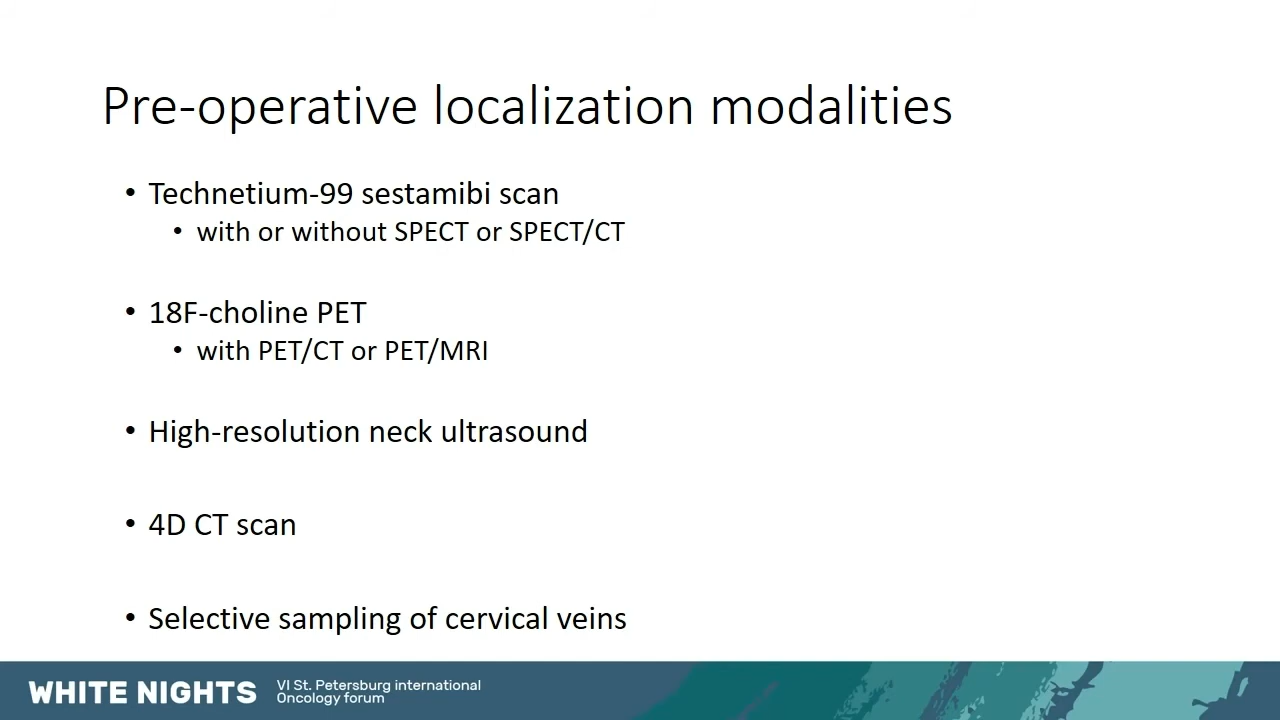 Pre-operative localization modalities
• Technetium-99 sestamibi scan
• with or without SPECT or SPECT/CT
• 18F-choline PET
• with PET/CT or PET/MRI
• High-resolution neck ultrasound
• 4D CT scan
• Selective sampling of cervical veins
WHITE NIGHTS
VI St. Petersburg international
Oncology forum